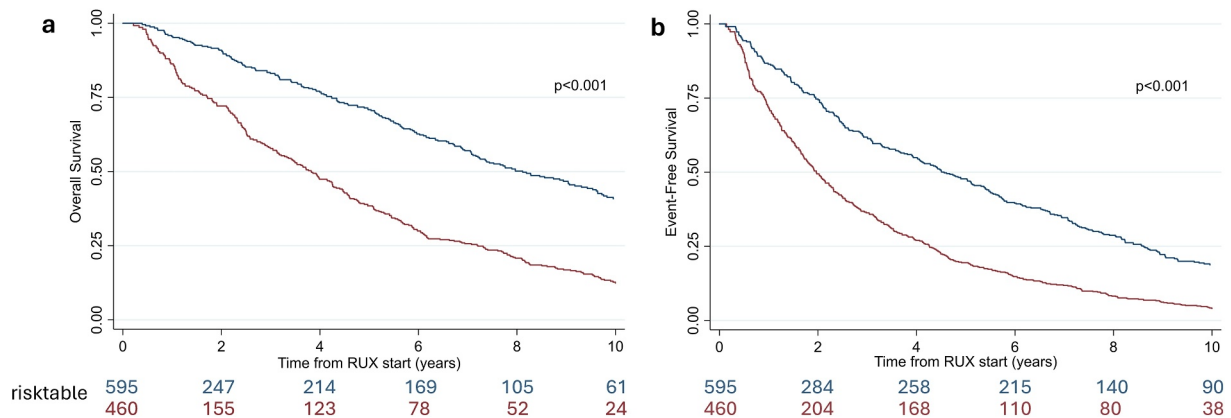 a
Overall Survival
1.00
0.75
0.50
0.25
0.00
p<0.001
0 2 4 6 8 10
Time from RUX start (years)
b
Event-Free Survival
1.00
0.75
0.50
0.25
0.00
p<0.001
0 2 4 6 8 10
Time from RUX start (years)
risktable 595 247 214 169 105 61
460 155 123 78 52 24
595 284 258 215 140 90
460 204 168 110 80 38